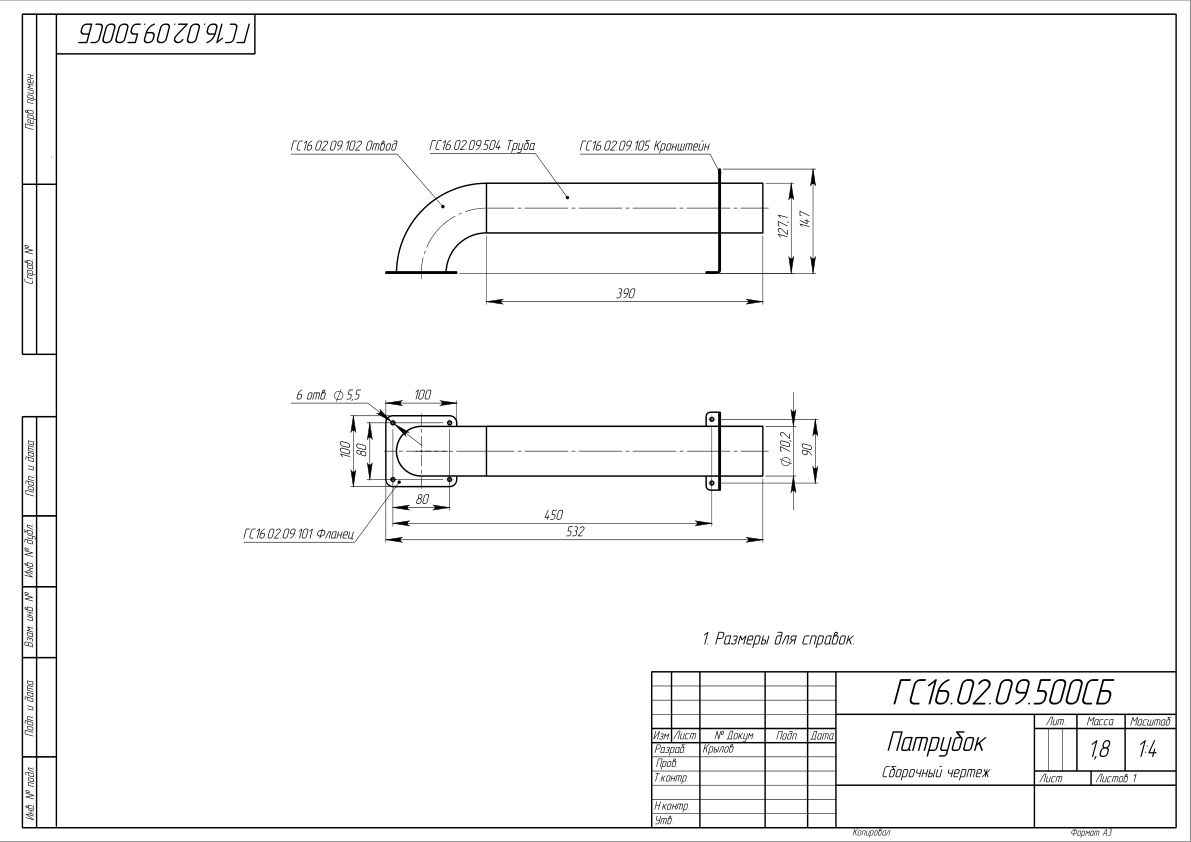 ГС16.02.09.500СБ
Перв. примен.
Справ. №
Подп. и дата
Инв. № дубл.
Взам. инв. №
Подп. и дата
Инв. № подл.
ГС16.02.09.102 Отвод
ГС16.02.09.504 Труба
ГС16.02.09.105 Кронштейн
127,1
147
390
6 отв. ∅ 5,5
100
100
80
80
∅ 70,2
90
450
532
ГС16.02.09.101 Фланец
1. Размеры для справок.
ГС16.02.09.500СБ
Патрубок
Сборочный чертеж
Лит.
Масса
Масштаб
1,8
1:4
Лист
Листов 1
Изм. Лист № Докум. Подп. Дата
Разраб. Крылов
Пров.
Т.контр.
Н.контр.
Утв.
Копировал
Формат А3